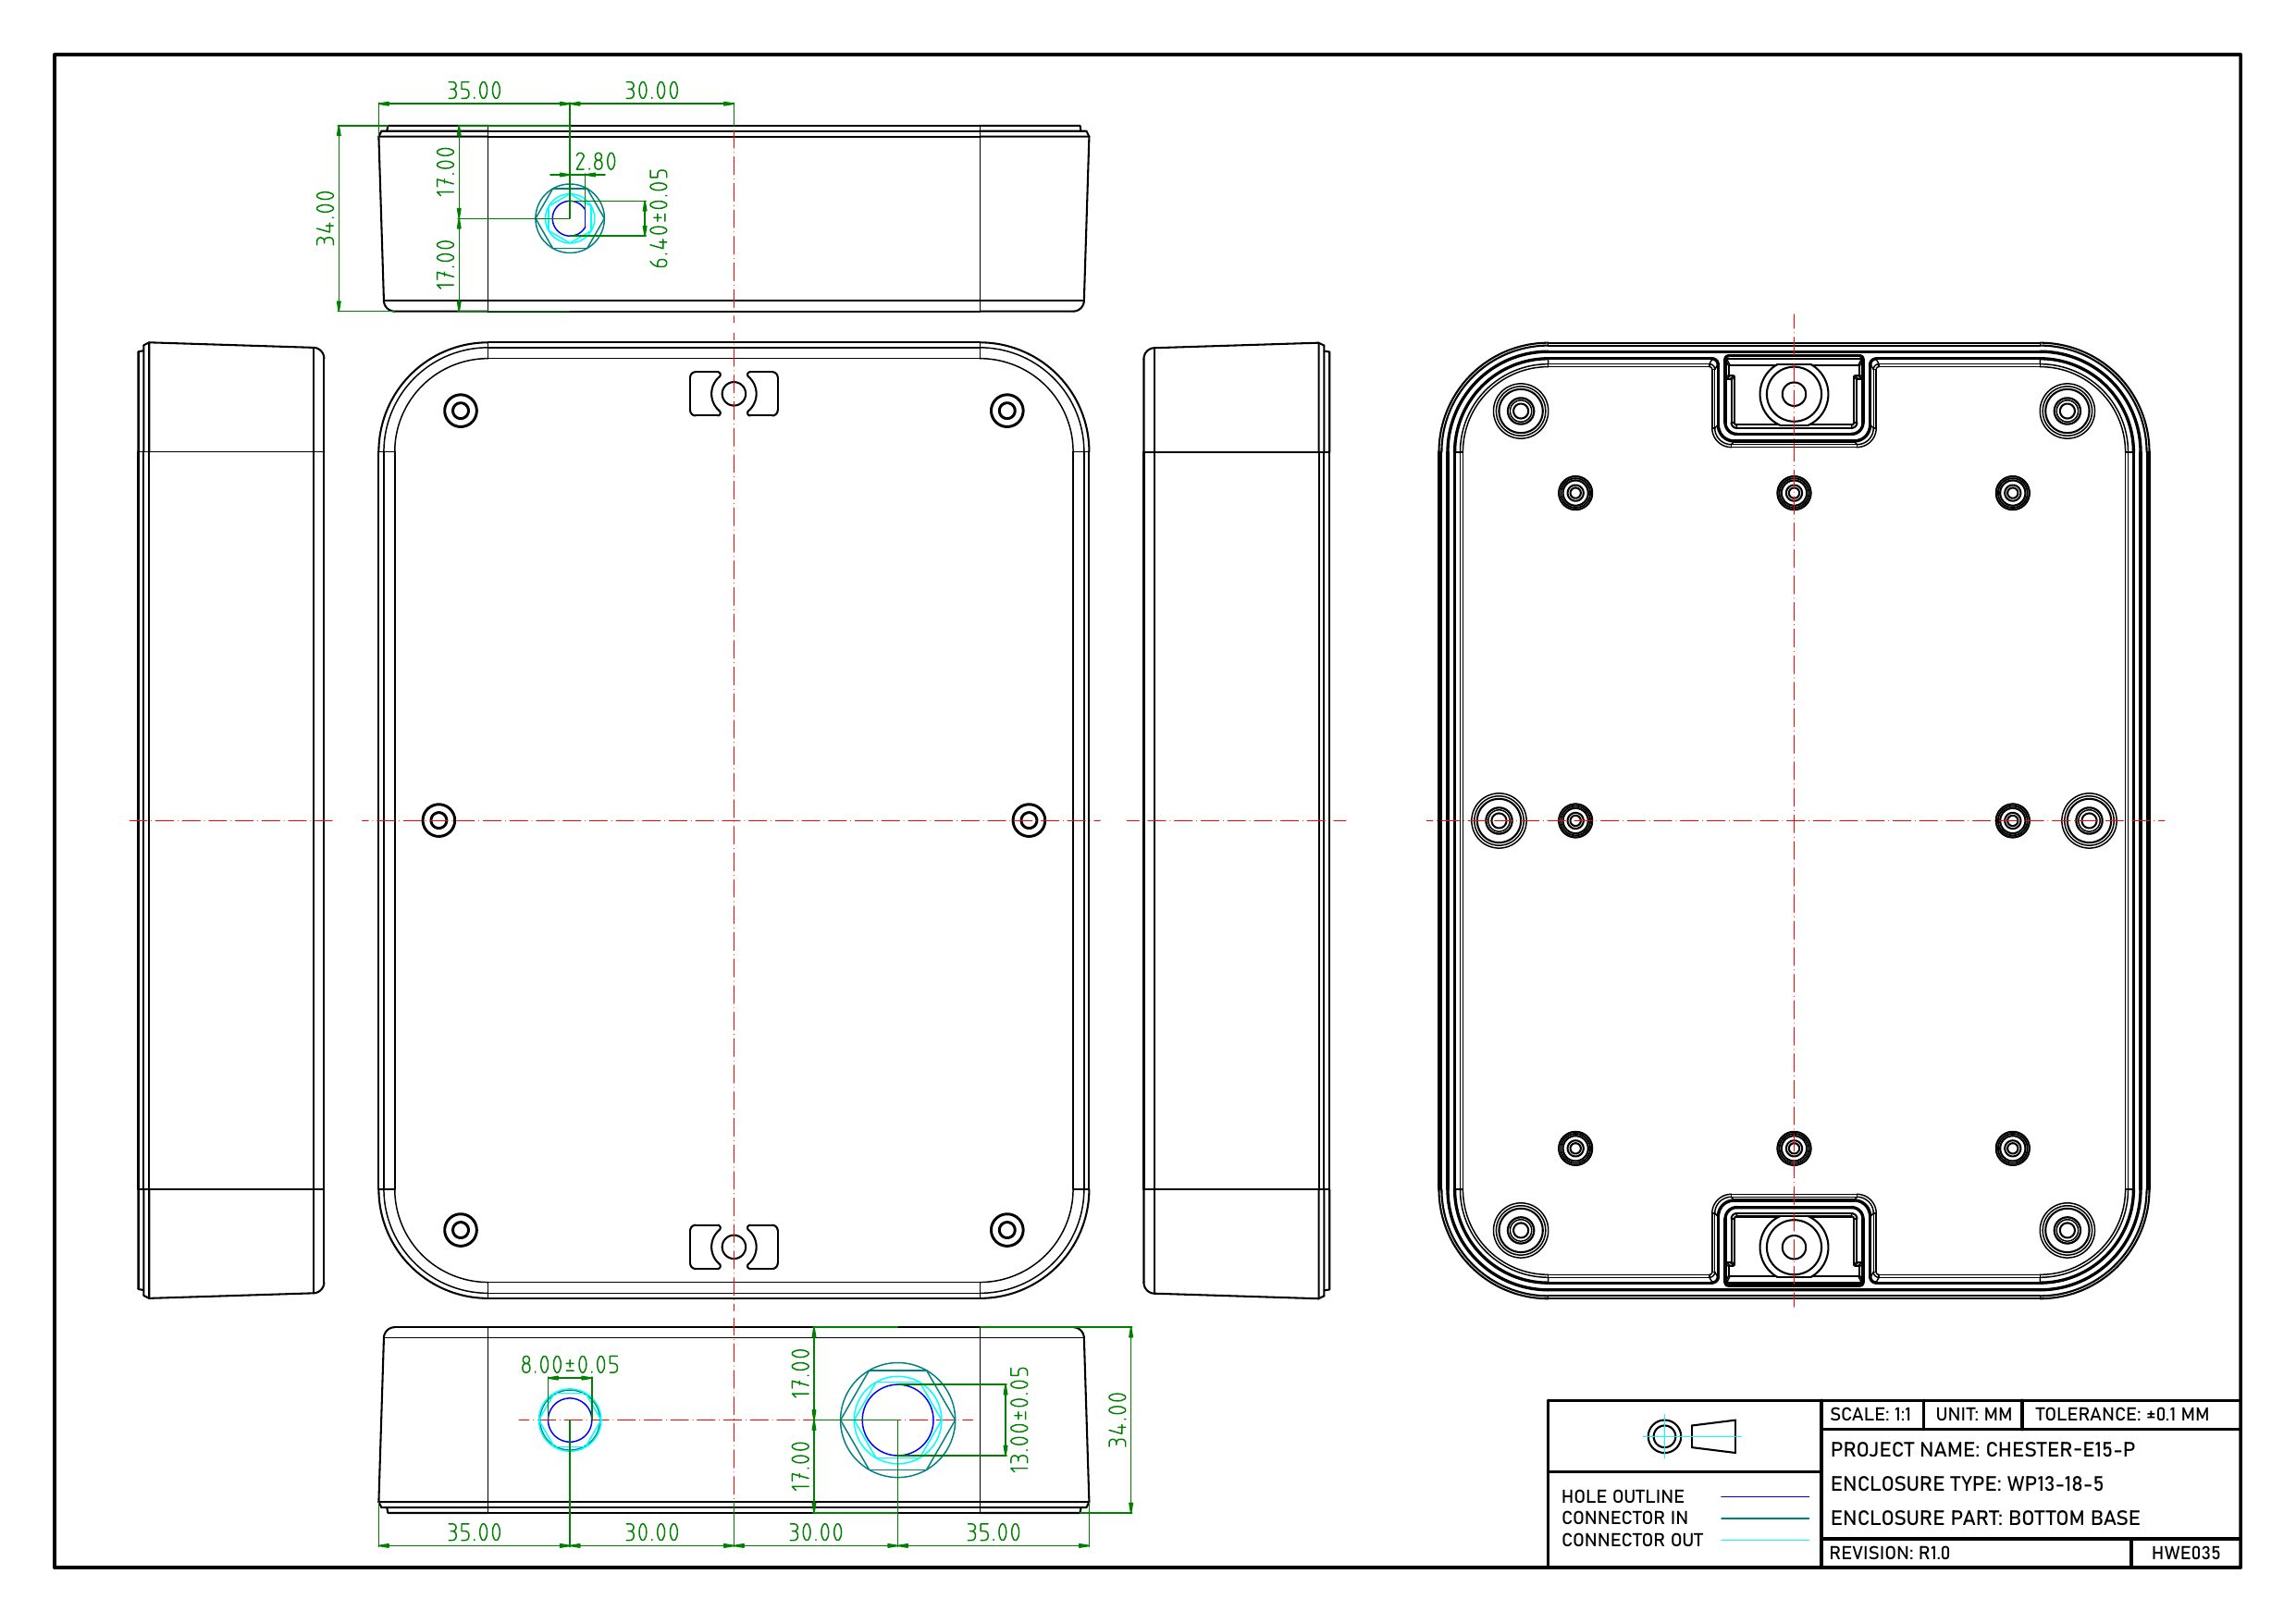 35.00
30.00
2.80
17.00
34.00
6.40±0.05
17.00
8.00±0.05
17.00
13.00±0.05
34.00
17.00
35.00
30.00
30.00
35.00
SCALE: 1:1
UNIT: MM
TOLERANCE: ±0.1 MM
PROJECT NAME: CHESTER-E15-P
ENCLOSURE TYPE: WP13-18-5
ENCLOSURE PART: BOTTOM BASE
HOLE OUTLINE
CONNECTOR IN
CONNECTOR OUT
REVISION: R1.0
HWE035